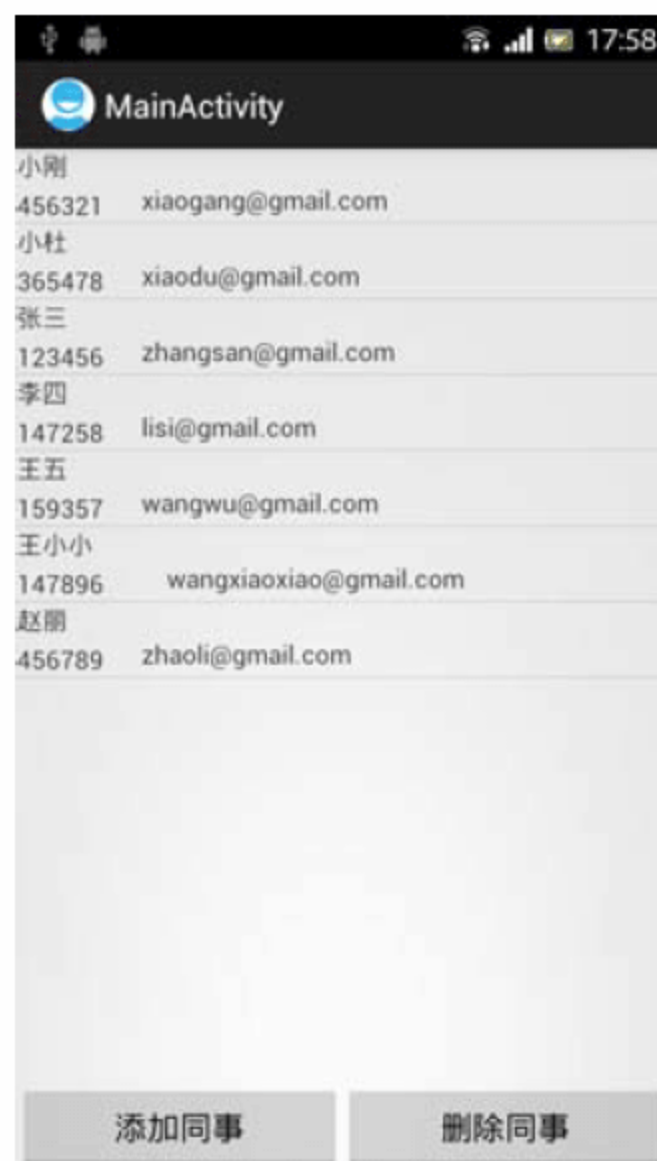 17:58
MainActivity
小刚
456321 xiaogang@gmail.com
小杜
365478 xiaodu@gmail.com
张三
123456 zhangsan@gmail.com
李四
147258 lisi@gmail.com
王五
159357 wangwu@gmail.com
王小小
147896 wangxiaoxiao@gmail.com
赵丽
456789 zhaoli@gmail.com
添加同事 删除同事